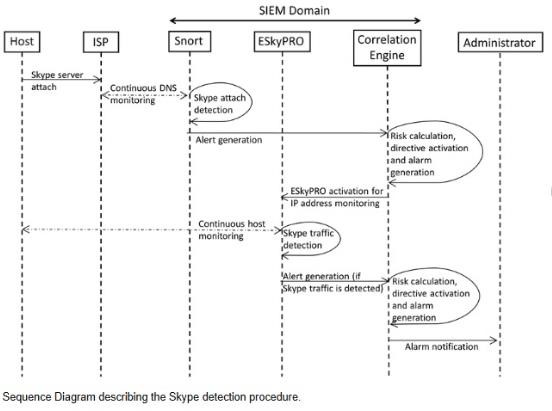 SIEM Domain
Host
ISP
Snort
ESkyPRO
Correlation
Engine
Administrator
Skype server
attach
Continuous DNS
monitoring
Skype attach
detection
Alert generation
Risk calculation,
directive activation
and alarm
generation
ESkyPRO activation for
IP address monitoring
Continuous host
monitoring
Skype traffic
detection
Alert generation (if
Skype traffic is detected)
Risk calculation,
directive activation
and alarm
generation
Alarm notification
Sequence Diagram describing the Skype detection procedure.